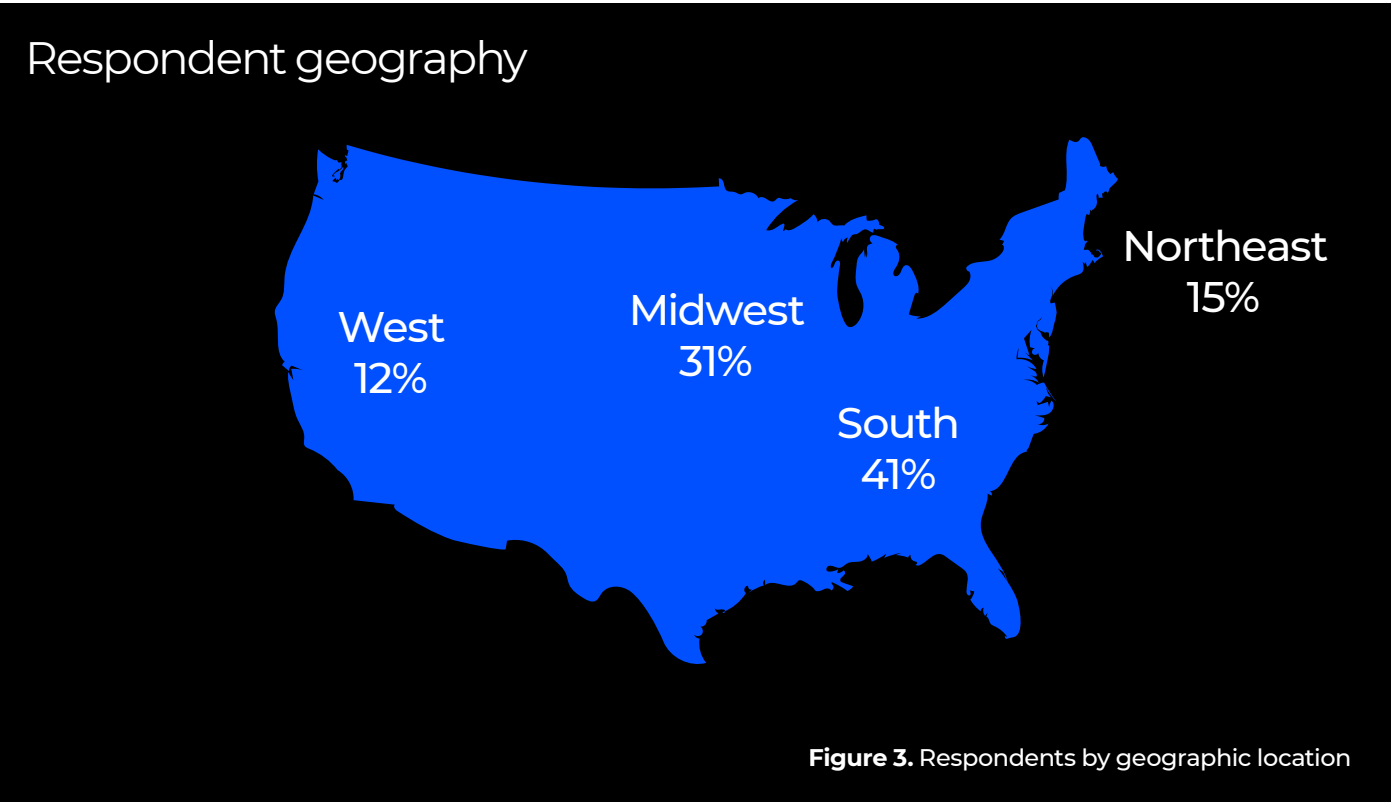 Respondent geography
Northeast
15%
Midwest
31%
West
12%
South
41%
Figure 3. Respondents by geographic location